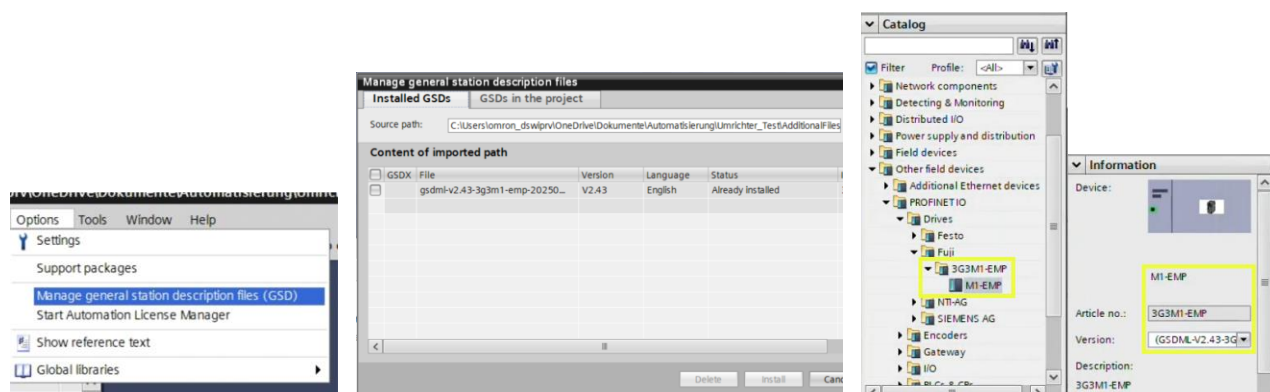 Options Tools Window Help
Settings
Support packages
Manage general station description files (GSD)
Start Automation License Manager
Show reference text
Global libraries
Manage general station description files
Installed GSDs GSDs in the project
Source path: C:\Users\omron_dswiprv\OneDrive\Dokumente\Automatisierung\Umrichter_Test\AdditionalFiles
Content of imported path
GSDX File Version Language Status
gsdml-v2.43-3g3m1-emp-20250... V2.43 English Already installed
Delete Install Canc
Catalog
Filter Profile: <All>
Network components
Detecting & Monitoring
Distributed I/O
Power supply and distribution
Field devices
Other field devices
Additional Ethernet devices
PROFINET IO
Drives
Festo
Fuji
3G3M1-EMP
M1-EMP
NTI-AG
SIEMENS AG
Encoders
Gateway
I/O
Information
Device:
M1-EMP
Article no.: 3G3M1-EMP
Version: (GSDML-V2.43-3G
Description:
3G3M1-EMP